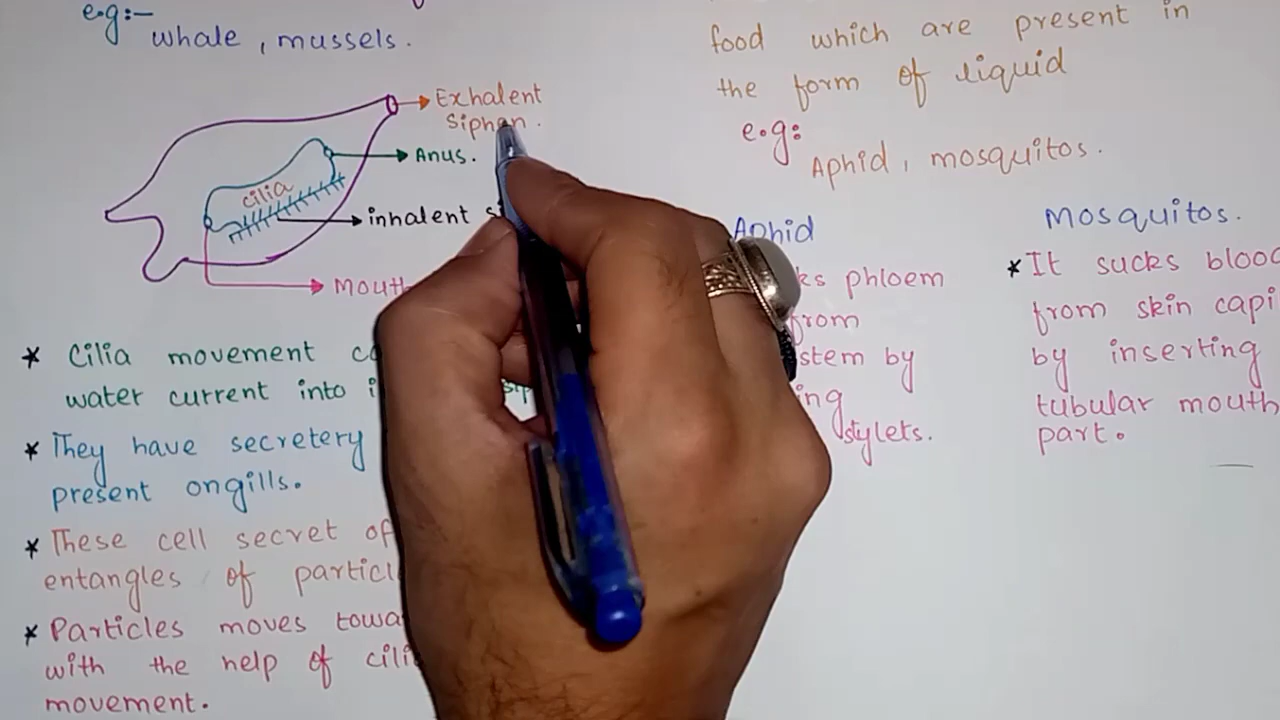 e.g:-
whale , mussels.
Exhalent
siphon.
Anus.
cilia
inhalent
Mouth
* Cilia movement
water current into
* They have secretery
present ongills.
* These cell secret
entangles of
* Particles moves
with the help of
movement.
food which are present in
the form of liquid
e.g:
Aphid , mosquitos.
Aphid
phloem
from
stem by
stylets.
Mosquitos.
* It sucks blood
from skin
by inserting
tubular mouth
part.